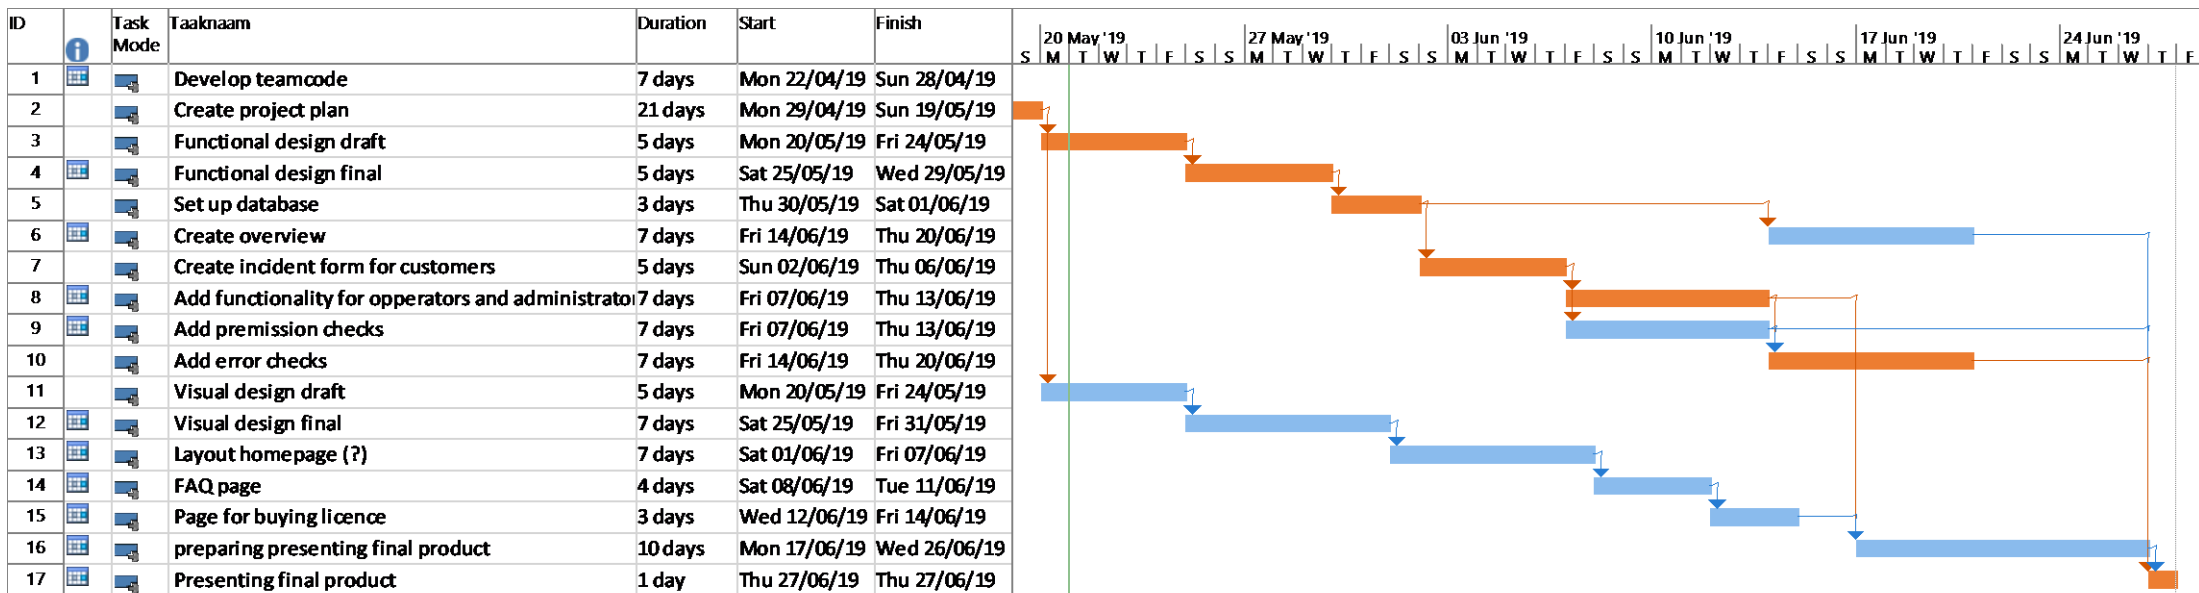 ID Task Mode Taaknaam Duration Start Finish
20 May '19 27 May '19 03 Jun '19 10 Jun '19 17 Jun '19 24 Jun '19
S M T W T F S S M T W T F S S M T W T F S S M T W T F S S M T W T F S S M T W T F
1 Develop teamcode 7 days Mon 22/04/19 Sun 28/04/19
2 Create project plan 21 days Mon 29/04/19 Sun 19/05/19
3 Functional design draft 5 days Mon 20/05/19 Fri 24/05/19
4 Functional design final 5 days Sat 25/05/19 Wed 29/05/19
5 Set up database 3 days Thu 30/05/19 Sat 01/06/19
6 Create overview 7 days Fri 14/06/19 Thu 20/06/19
7 Create incident form for customers 5 days Sun 02/06/19 Thu 06/06/19
8 Add functionality for opperators and administrator 7 days Fri 07/06/19 Thu 13/06/19
9 Add premission checks 7 days Fri 07/06/19 Thu 13/06/19
10 Add error checks 7 days Fri 14/06/19 Thu 20/06/19
11 Visual design draft 5 days Mon 20/05/19 Fri 24/05/19
12 Visual design final 7 days Sat 25/05/19 Fri 31/05/19
13 Layout homepage (?) 7 days Sat 01/06/19 Fri 07/06/19
14 FAQ page 4 days Sat 08/06/19 Tue 11/06/19
15 Page for buying licence 3 days Wed 12/06/19 Fri 14/06/19
16 preparing presenting final product 10 days Mon 17/06/19 Wed 26/06/19
17 Presenting final product 1 day Thu 27/06/19 Thu 27/06/19